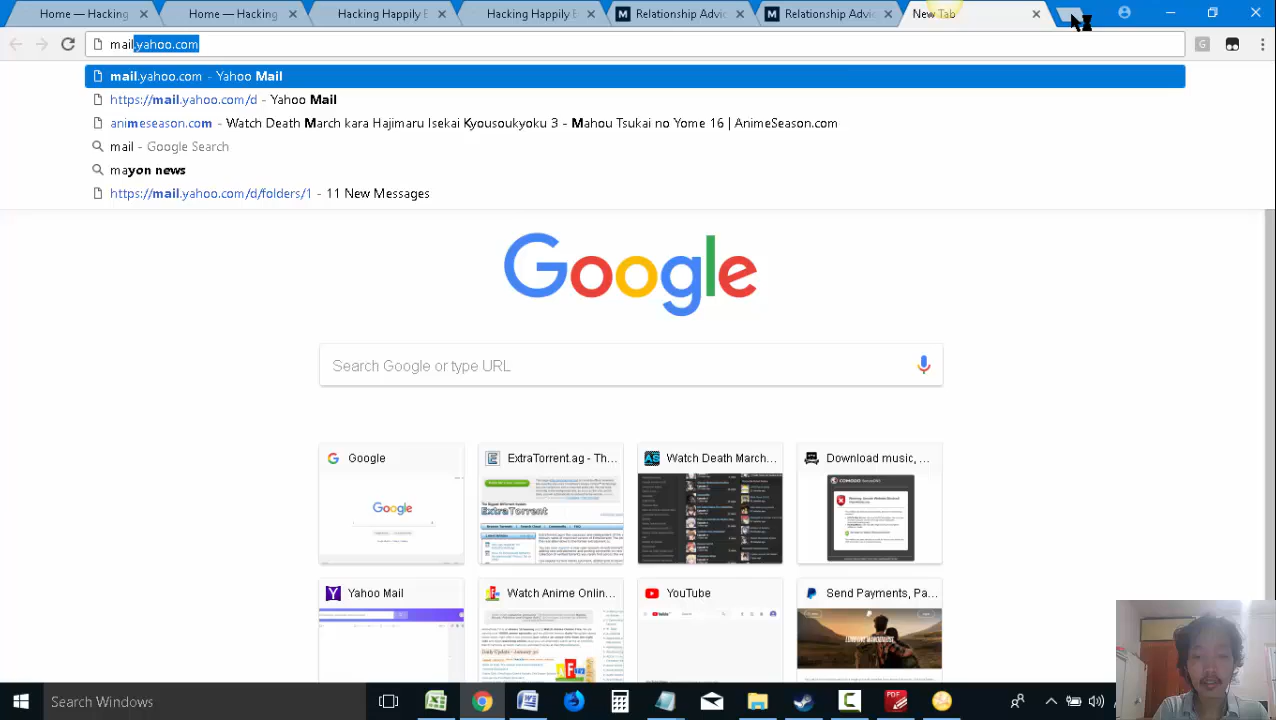 Home — Hacking
Home — Hacking
Hacking Happily E
Hacking Happily E
Relationship Advic
Relationship Advic
New Tab
mail.yahoo.com
mail.yahoo.com - Yahoo Mail
https://mail.yahoo.com/d - Yahoo Mail
animeseason.com - Watch Death March kara Hajimaru Isekai Kyousoukyoku 3 - Mahou Tsukai no Yome 16 | AnimeSeason.com
mail - Google Search
mayon news
https://mail.yahoo.com/d/folders/1 - 11 New Messages
Google
Search Google or type URL
Google
ExtraTorrent.ag - Th...
Watch Death March...
Download music, ...
Google
ExtraTorrent
COMODO
Yahoo Mail
Watch Anime Onlin...
YouTube
Send Payments, Pa...
Search Windows